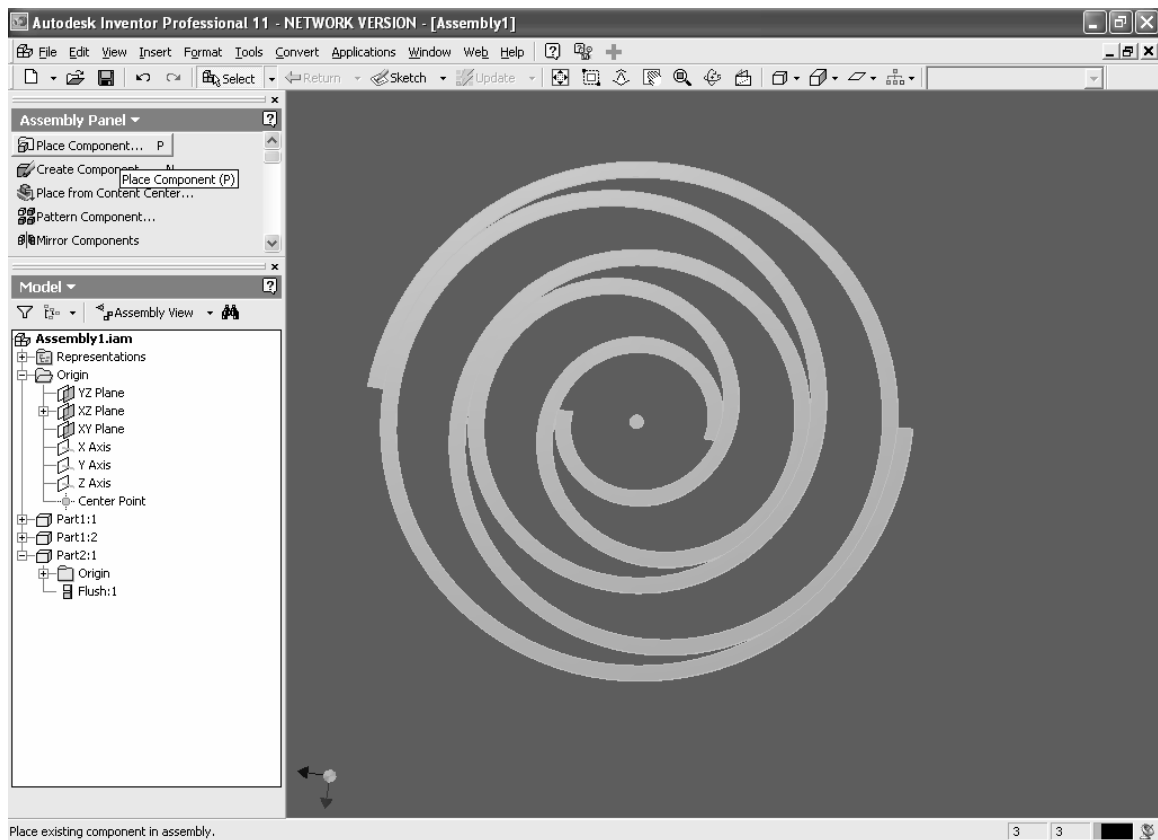 Autodesk Inventor Professional 11 - NETWORK VERSION - [Assembly1]
File Edit View Insert Format Tools Convert Applications Window Web Help
Select Return Sketch Update
Assembly Panel
Place Component... P
Create Component
Place Component (P)
Place from Content Center...
Pattern Component...
Mirror Components
Model
Assembly View
Assembly1.iam
Representations
Origin
YZ Plane
XZ Plane
XY Plane
X Axis
Y Axis
Z Axis
Center Point
Part1:1
Part1:2
Part2:1
Origin
Flush:1
Place existing component in assembly.
3 3